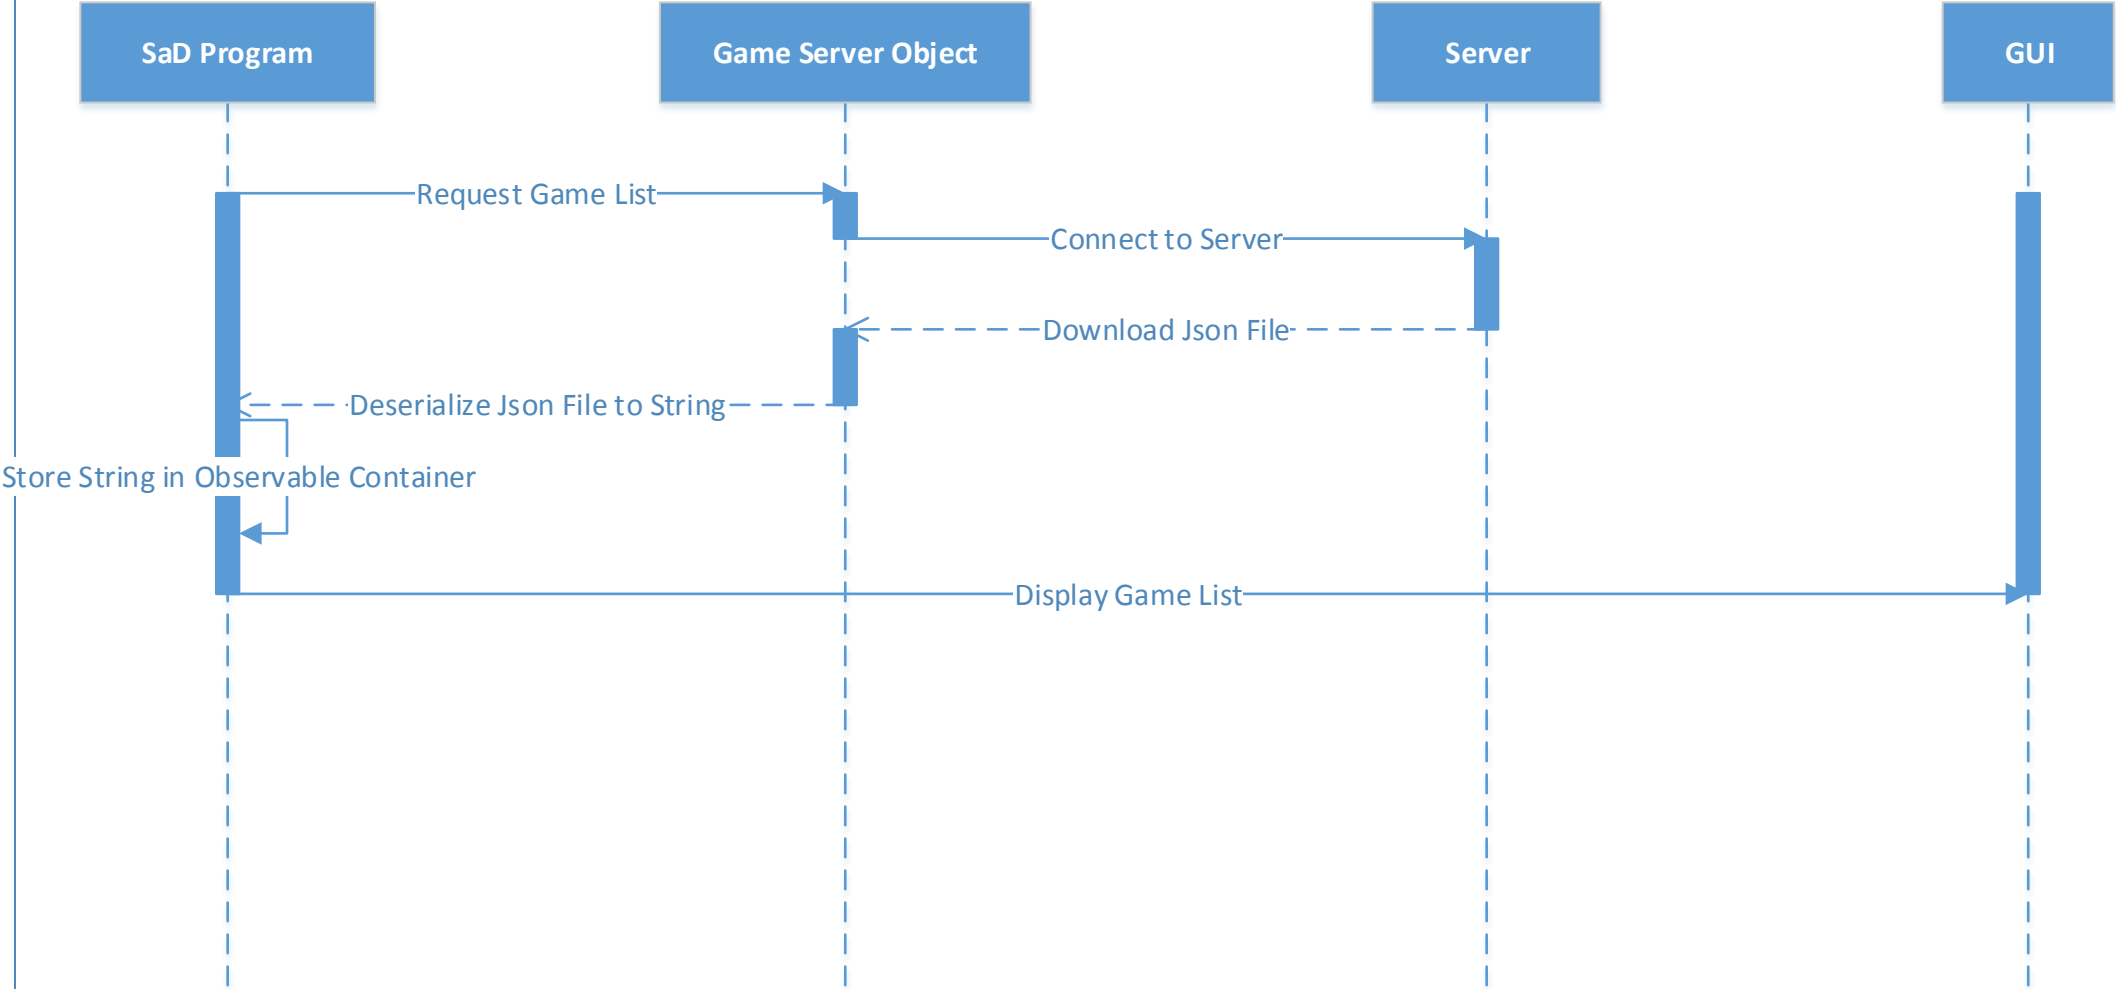 SaD Program
Game Server Object
Server
GUI
Request Game List
Connect to Server
Download Json File
Deserialize Json File to String
Store String in Observable Container
Display Game List